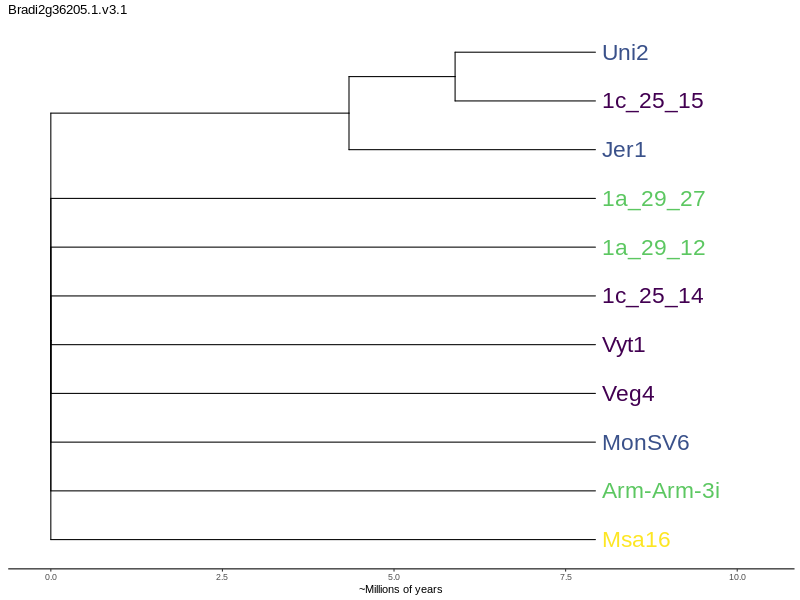 Bradi2g36205.1.v3.1
Uni2
1c_25_15
Jer1
1a_29_27
1a_29_12
1c_25_14
Vyt1
Veg4
MonSV6
Arm-Arm-3i
Msa16
0.0 2.5 5.0 7.5 10.0
~Millions of years